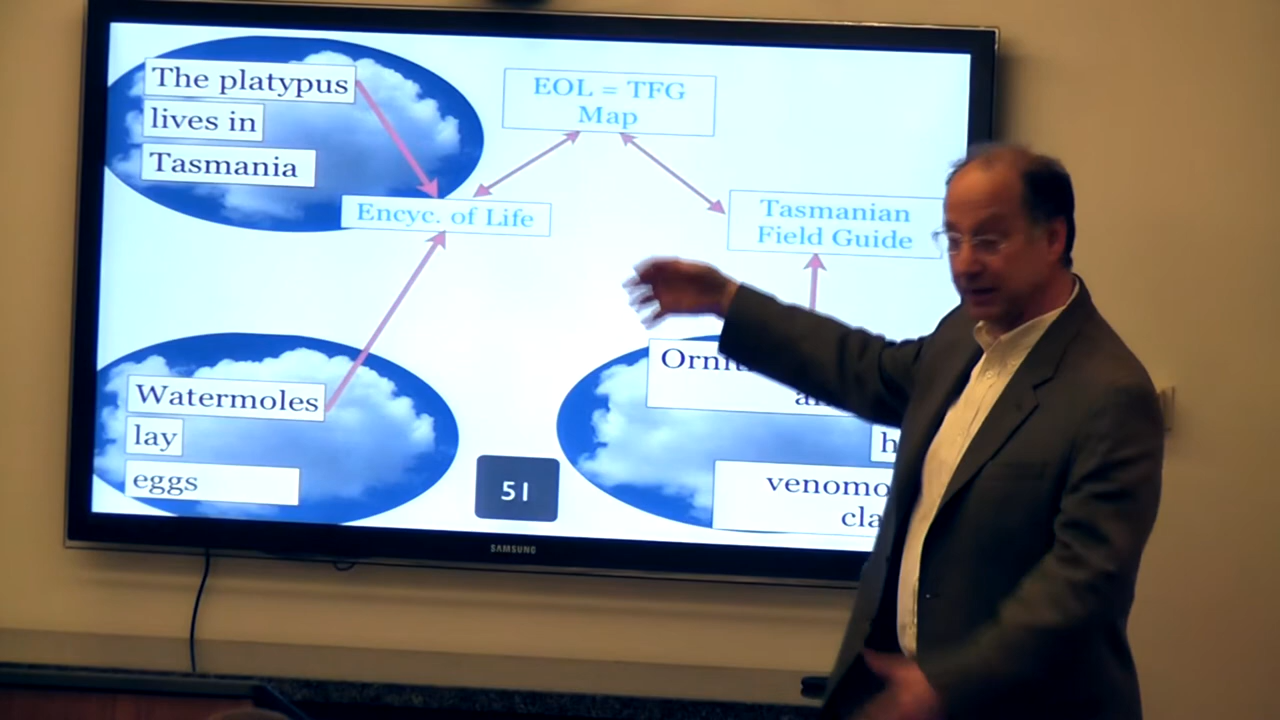 The platypus
lives in
Tasmania
EOL = TFG
Map
Encyc. of Life
Tasmanian
Field Guide
Watermoles
lay
eggs
51
SAMSUNG